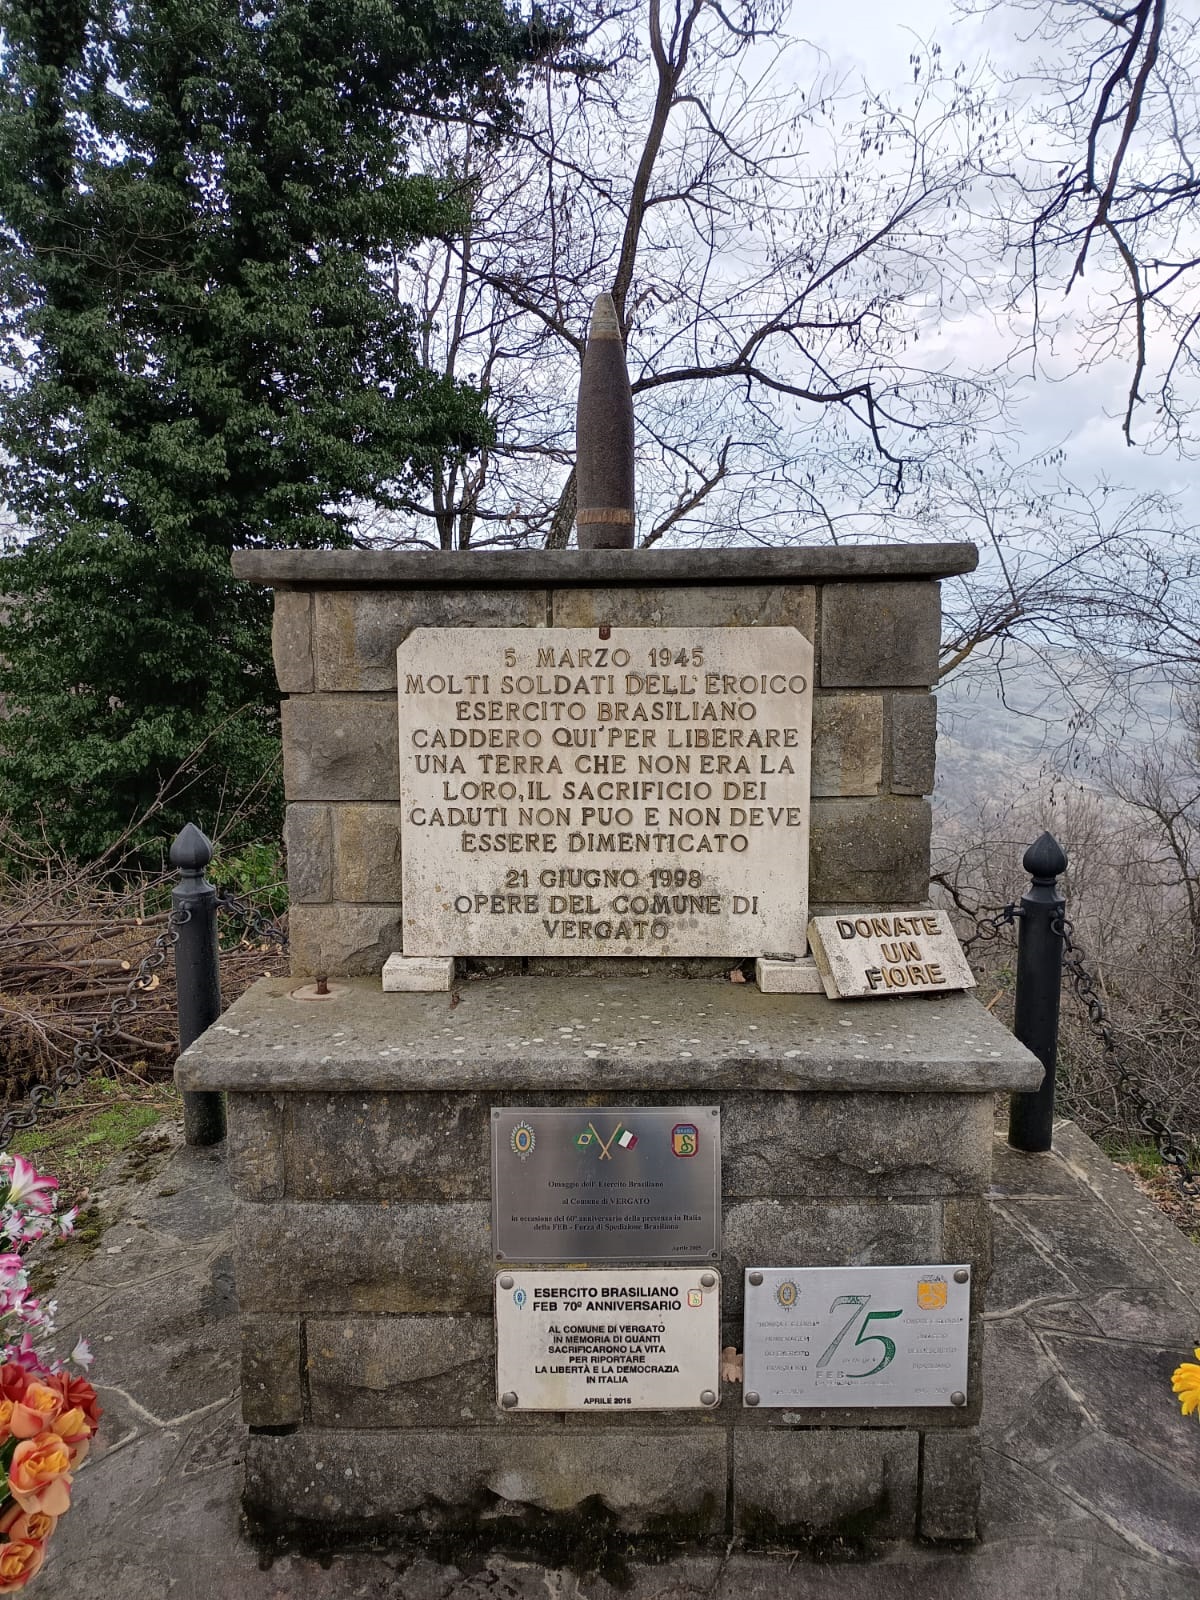 5 MARZO 1945
MOLTI SOLDATI DELL'EROICO
ESERCITO BRASILIANO
CADDERO QUI' PER LIBERARE
UNA TERRA CHE NON ERA LA
LORO, IL SACRIFICIO DEI
CADUTI NON PUO E NON DEVE
ESSERE DIMENTICATO
21 GIUGNO 1998
OPERE DEL COMUNE DI
VERGATO
DONATE
UN
FIORE
BRASIL
Omaggio dell' Esercito Brasiliano
al Comune di VERGATO
in occasione del 60° anniversario della presenza in Italia
della FEB - Forza di Spedizione Brasiliana
Aprile 2005
ESERCITO BRASILIANO
FEB 70º ANNIVERSARIO
AL COMUNE DI VERGATO
IN MEMORIA DI QUANTI
SACRIFICARONO LA VITA
PER RIPORTARE
LA LIBERTÀ E LA DEMOCRAZIA
IN ITALIA
APRILE 2015
75
FEB
BRASILIANO